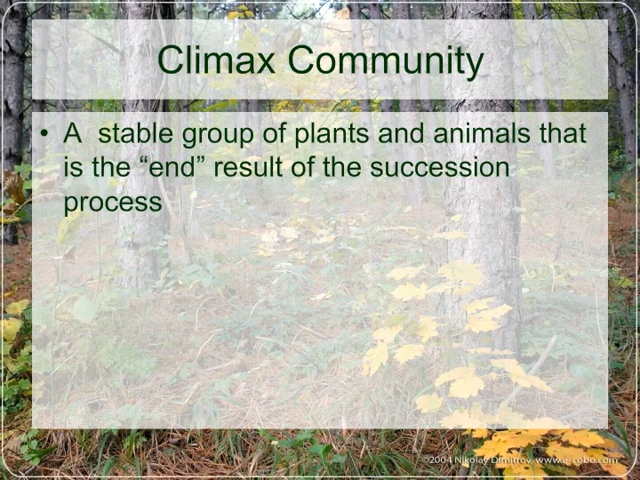 Climax Community
• A  stable group of plants and animals that
is the “end” result of the succession
process
©2004 Nikolay Dimitrov www.e-cobo.com